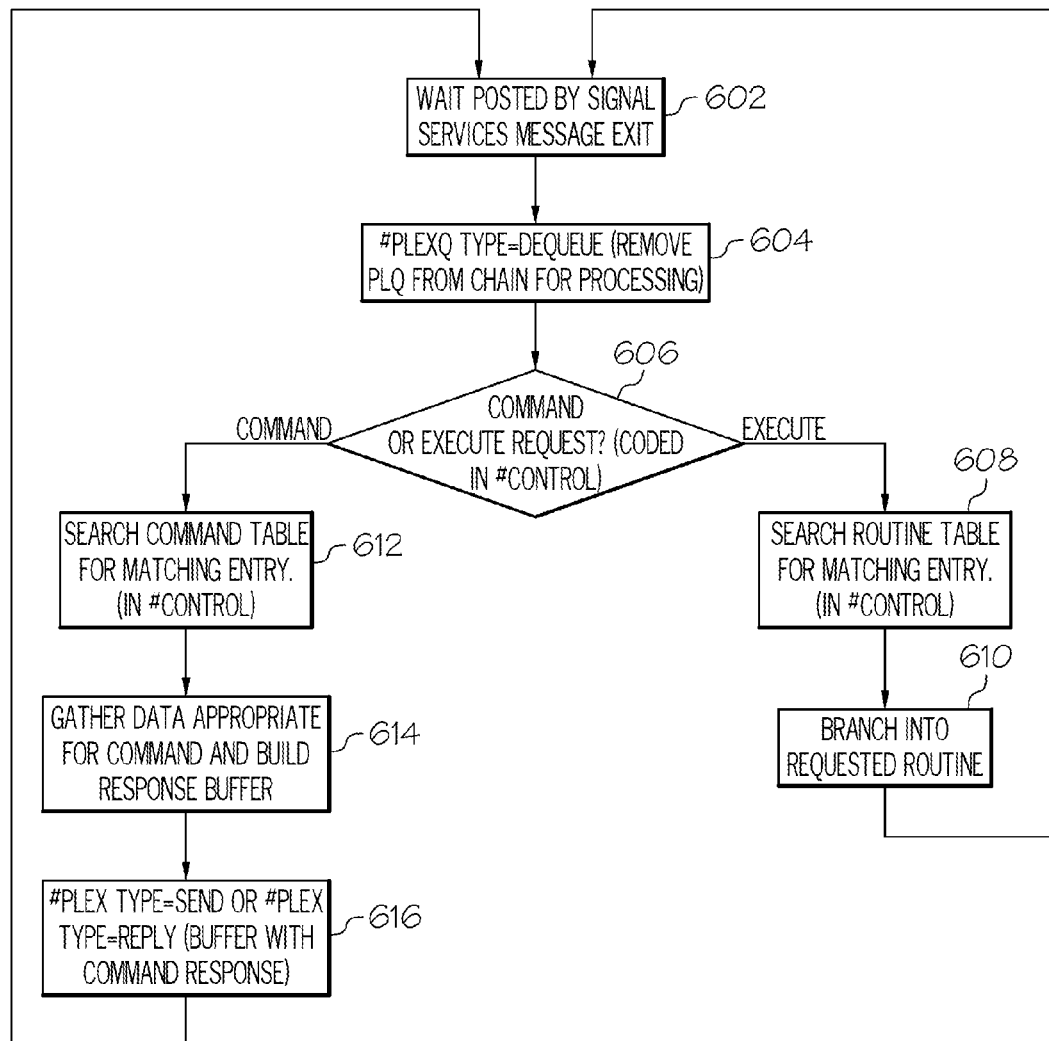 WAIT POSTED BY SIGNAL
SERVICES MESSAGE EXIT
602
#PLEXQ TYPE=DEQUEUE (REMOVE
PLQ FROM CHAIN FOR PROCESSING)
604
606
COMMAND
OR EXECUTE REQUEST? (CODED
IN #CONTROL)
COMMAND
EXECUTE
SEARCH COMMAND TABLE
FOR MATCHING ENTRY.
(IN #CONTROL)
612
608
SEARCH ROUTINE TABLE
FOR MATCHING ENTRY.
(IN #CONTROL)
GATHER DATA APPROPRIATE
FOR COMMAND AND BUILD
RESPONSE BUFFER
614
610
BRANCH INTO
REQUESTED ROUTINE
#PLEX TYPE=SEND OR #PLEX
TYPE=REPLY (BUFFER WITH
COMMAND RESPONSE)
616